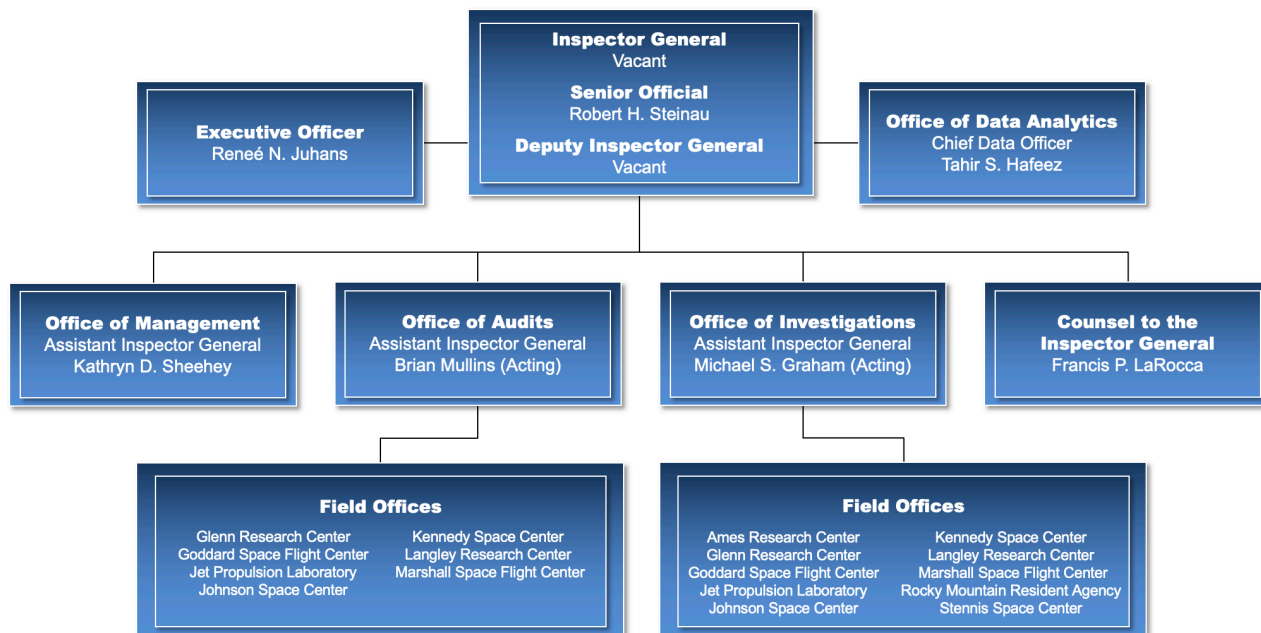 Inspector General
Vacant
Senior Official
Robert H. Steinau
Deputy Inspector General
Vacant
Executive Officer
Reneé N. Juhans
Office of Data Analytics
Chief Data Officer
Tahir S. Hafeez
Office of Management
Assistant Inspector General
Kathryn D. Sheehey
Office of Audits
Assistant Inspector General
Brian Mullins (Acting)
Office of Investigations
Assistant Inspector General
Michael S. Graham (Acting)
Counsel to the
Inspector General
Francis P. LaRocca
Field Offices
Glenn Research Center
Goddard Space Flight Center
Jet Propulsion Laboratory
Johnson Space Center
Kennedy Space Center
Langley Research Center
Marshall Space Flight Center
Field Offices
Ames Research Center
Glenn Research Center
Goddard Space Flight Center
Jet Propulsion Laboratory
Johnson Space Center
Kennedy Space Center
Langley Research Center
Marshall Space Flight Center
Rocky Mountain Resident Agency
Stennis Space Center